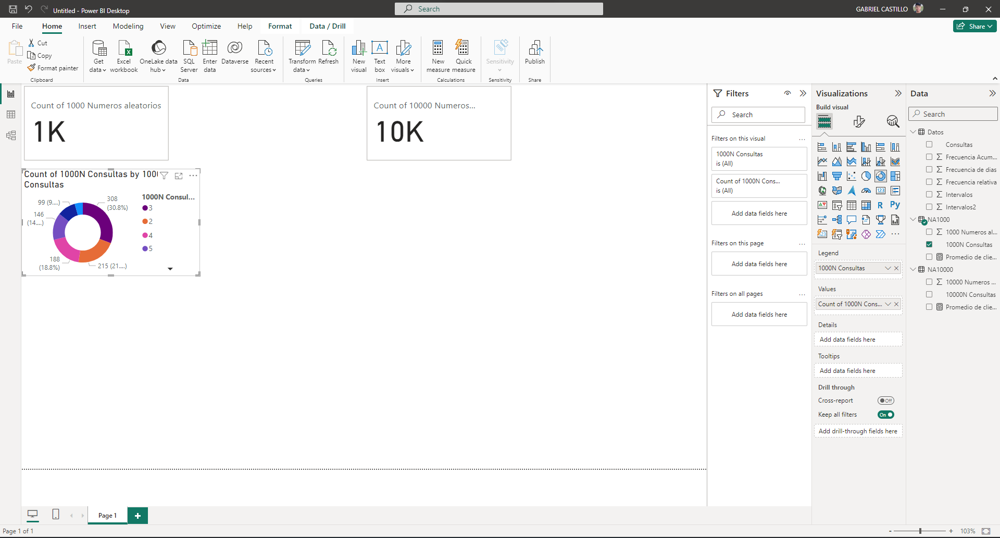 Untitled - Power BI Desktop
Search
GABRIEL CASTILLO
File
Home
Insert
Modeling
View
Optimize
Help
Format
Data / Drill
Share
Paste
Cut
Copy
Format painter
Clipboard
Get data
Excel workbook
OneLake data hub
SQL Server
Enter data
Dataverse
Recent sources
Data
Transform data
Refresh
Queries
New visual
Text box
More visuals
Insert
New measure
Quick measure
Calculations
Sensitivity
Sensitivity
Publish
Share
Count of 1000 Numeros aleatorios
1K
Count of 10000 Numeros...
10K
Count of 1000N Consultas by 100
Consultas
99 (9....)
146
(14....)
188
(18.8%)
308
(30.8%)
215 (21....)
1000N Consul...
3
2
4
5
Filters
Search
Filters on this visual
1000N Consultas
is (All)
Count of 1000N Cons...
is (All)
Add data fields here
Filters on this page
Add data fields here
Filters on all pages
Add data fields here
Visualizations
Build visual
123
R
Py
123
Legend
1000N Consultas
Values
Count of 1000N Cons...
Details
Add data fields here
Tooltips
Add data fields here
Drill through
Cross-report
Off
Keep all filters
On
Add drill-through fields here
Data
Search
Datos
Consultas
Frecuencia Acum...
Frecuencia de dias
Frecuencia relativa
Intervalos
Intervalos2
NA1000
1000 Numeros al...
1000N Consultas
Promedio de clie...
NA10000
10000 Numeros ...
10000N Consultas
Promedio de clie...
Page 1
Page 1 of 1
103%